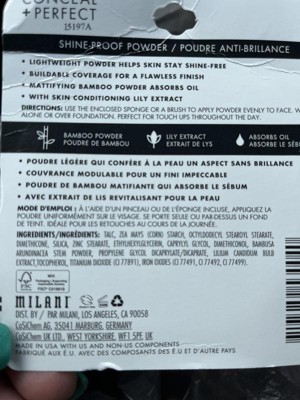 CONCEAL
+ PERFECT
15197A
SHINE-PROOF POWDER / POUDRE ANTI-BRILLANCE
• LIGHTWEIGHT POWDER HELPS SKIN STAY SHINE-FREE
• BUILDABLE COVERAGE FOR A FLAWLESS FINISH
• MATTIFYING BAMBOO POWDER ABSORBS OIL
• WITH SKIN CONDITIONING LILY EXTRACT
DIRECTIONS: USE THE ENCLOSED SPONGE OR A BRUSH TO APPLY POWDER EVENLY TO FACE. W
ALONE OR OVER FOUNDATION. PERFECT FOR TOUCH UPS THROUGHOUT THE DAY.
BAMBOO POWDER
POUDRE DE BAMBOU
LILY EXTRACT
EXTRAIT DE LYS
ABSORBS OIL
ABSORBE LE SÉBUM
• POUDRE LÉGÈRE QUI CONFÈRE À LA PEAU UN ASPECT SANS BRILLANCE
• COUVRANCE MODULABLE POUR UN FINI IMPECCABLE
• POUDRE DE BAMBOU MATIFIANTE QUI ABSORBE LE SÉBUM
• AVEC EXTRAIT DE LIS REVITALISANT POUR LA PEAU
MODE D'EMPLOI : À L'AIDE D'UN PINCEAU OU DE L'ÉPONGE INCLUSE, APPLIQUEZ LA
POUDRE UNIFORMÉMENT SUR LE VISAGE. SE PORTE SEULE OU PAR-DESSUS UN FOND
DE TEINT. IDÉALE POUR LES RETOUCHES AU COURS DE LA JOURNÉE.
INGREDIENTS/INGRÉDIENTS: TALC, ZEA MAYS (CORN) STARCH, OCTYLDODECYL STEAROYL STEARATE,
DIMETHICONE, SILICA, ZINC STEARATE, ETHYLHEXYLGLYCERIN, CAPRYLYL GLYCOL, DIMETHICONOL, BAMBUSA
ARUNDINACEA STEM POWDER, PROPYLENE GLYCOL DICAPRYLATE/DICAPRATE, LILIUM CANDIDUM BULB
EXTRACT, TOCOPHEROL, TITANIUM DIOXIDE (CI 77891), IRON OXIDES (CI 77491, CI 77492, CI 77499).
FSC
MIX
MILANI
DIST. BY / PAR MILANI, LOS ANGELES, CA 90058
CoSiChem AG, 35041 MARBURG, GERMANY
CoSiChem UK LTD., WEST YORKSHIRE, WF1 5PE UK
MADE IN USA WITH US AND NON-US COMPONENTS
FABRIQUÉ AUX É.U. AVEC DES COMPOSANTS DES É.U ET D'AUTRE PAYS